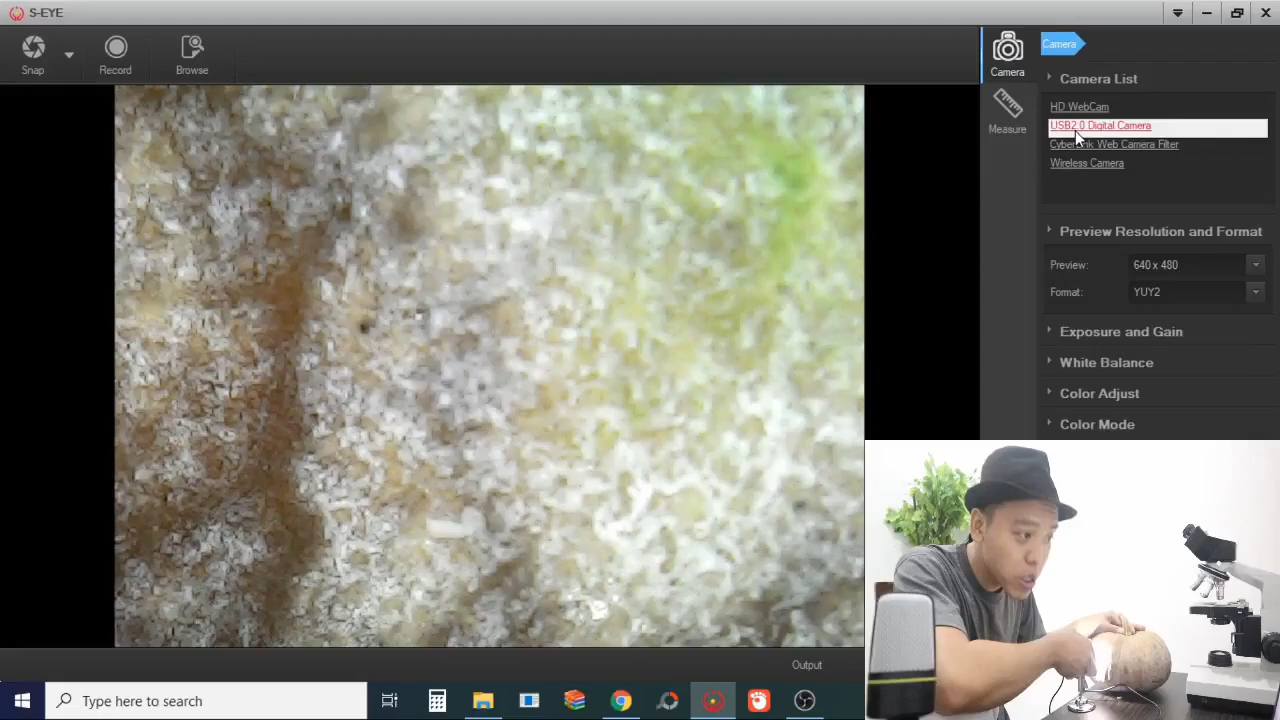 S-EYE
Snap
Record
Browse
Camera
Measure
Camera
Camera List
HD WebCam
USB2.0 Digital Camera
CyberLink Web Camera Filter
Wireless Camera
Preview Resolution and Format
Preview: 640 x 480
Format: YUY2
Exposure and Gain
White Balance
Color Adjust
Color Mode
Output
Type here to search